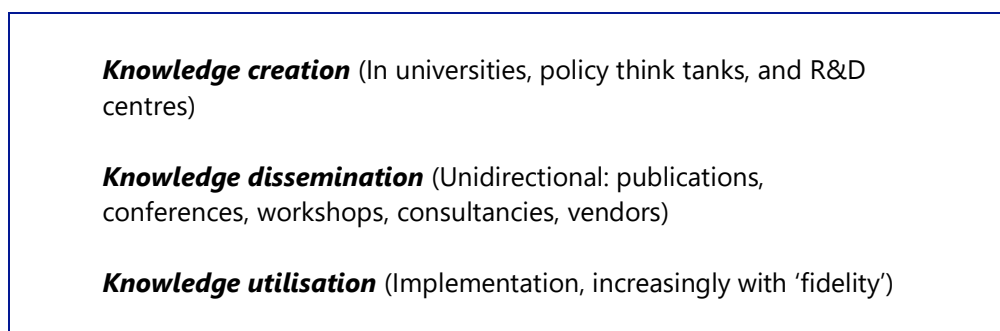 Knowledge creation (In universities, policy think tanks, and R&D
centres)
Knowledge dissemination (Unidirectional: publications,
conferences, workshops, consultancies, vendors)
Knowledge utilisation (Implementation, increasingly with ‘fidelity’)